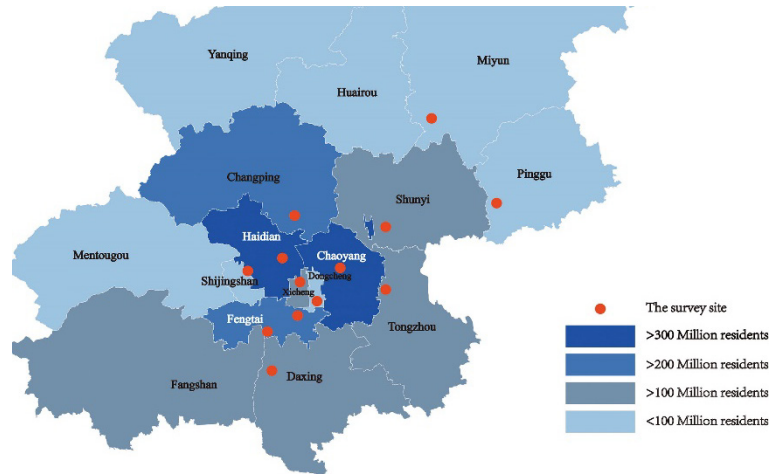 Yanqing
Miyun
Huairou
Pinggu
Changping
Shunyi
Haidian
Mentougou
Chaoyang
Dongcheng
Shijingshan
Xicheng
Fengtai
Tongzhou
Fangshan
Daxing
The survey site
>300 Million residents
>200 Million residents
>100 Million residents
<100 Million residents